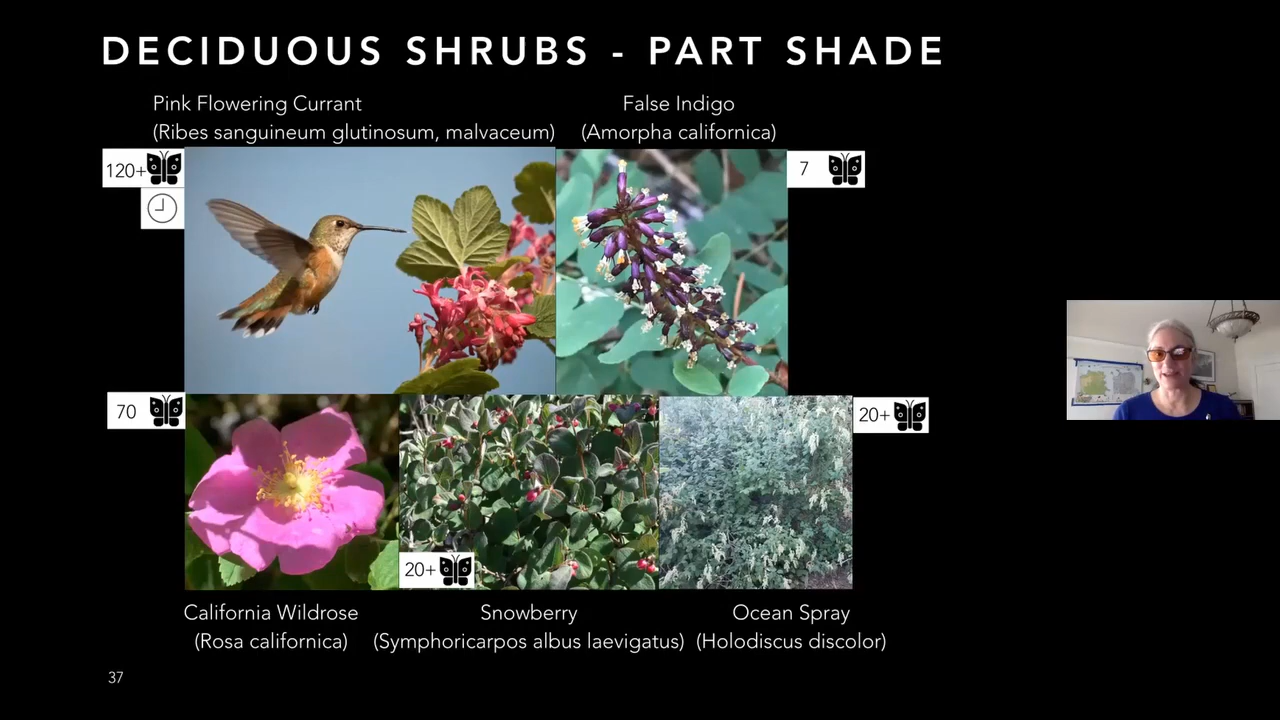 DECIDUOUS SHRUBS - PART SHADE
Pink Flowering Currant
(Ribes sanguineum glutinosum, malvaceum)
False Indigo
(Amorpha californica)
120+
7
70
20+
20+
California Wildrose
(Rosa californica)
Snowberry
(Symphoricarpos albus laevigatus)
Ocean Spray
(Holodiscus discolor)
37